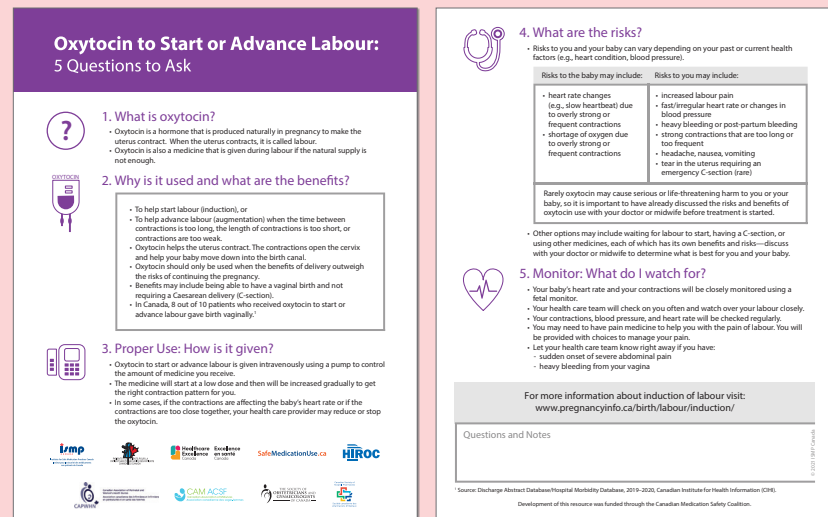 Oxytocin to Start or Advance Labour:
5 Questions to Ask
?
1. What is oxytocin?
• Oxytocin is a hormone that is produced naturally in pregnancy to make the
uterus contract. When the uterus contracts, it is called labour.
• Oxytocin is also a medicine that is given during labour if the natural supply is
not enough.
OXYTOCIN
2. Why is it used and what are the benefits?
• To help start labour (induction), or
• To help advance labour (augmentation) when the time between
contractions is too long, the length of contractions is too short, or
contractions are too weak.
• Oxytocin helps the uterus contract. The contractions open the cervix
and help your baby move down into the birth canal.
• Oxytocin should only be used when the benefits of delivery outweigh
the risks of continuing the pregnancy.
• Benefits may include being able to have a vaginal birth and not
requiring a Caesarean delivery (C-section).
• In Canada, 8 out of 10 patients who received oxytocin to start or
advance labour gave birth vaginally.¹
3. Proper Use: How is it given?
• Oxytocin to start or advance labour is given intravenously using a pump to control
the amount of medicine you receive.
• The medicine will start at a low dose and then will be increased gradually to get
the right contraction pattern for you.
• In some cases, if the contractions are affecting the baby's heart rate or if the
contractions are too close together, your health care provider may reduce or stop
the oxytocin.
ismp
Healthcare Excellence Canada
Excellence en santé Canada
SafeMedicationUse.ca
HIROC
CAPWHN
CAM ACSF
THE SOCIETY OF
OBSTETRICIANS AND
GYNAECOLOGISTS
OF CANADA
4. What are the risks?
• Risks to you and your baby can vary depending on your past or current health
factors (e.g., heart condition, blood pressure).
Risks to the baby may include:
• heart rate changes
(e.g., slow heartbeat) due
to overly strong or
frequent contractions
• shortage of oxygen due
to overly strong or
frequent contractions
Risks to you may include:
• increased labour pain
• fast/irregular heart rate or changes in
blood pressure
• heavy bleeding or post-partum bleeding
• strong contractions that are too long or
too frequent
• headache, nausea, vomiting
• tear in the uterus requiring an
emergency C-section (rare)
Rarely oxytocin may cause serious or life-threatening harm to you or your
baby, so it is important to have already discussed the risks and benefits of
oxytocin use with your doctor or midwife before treatment is started.
• Other options may include waiting for labour to start, having a C-section, or
using other medicines, each of which has its own benefits and risks—discuss
with your doctor or midwife to determine what is best for you and your baby.
5. Monitor: What do I watch for?
• Your baby's heart rate and your contractions will be closely monitored using a
fetal monitor.
• Your health care team will check on you often and watch over your labour closely.
• Your contractions, blood pressure, and heart rate will be checked regularly.
• You may need to have pain medicine to help you with the pain of labour. You will
be provided with choices to manage your pain.
• Let your health care team know right away if you have:
- sudden onset of severe abdominal pain
- heavy bleeding from your vagina
For more information about induction of labour visit:
www.pregnancyinfo.ca/birth/labour/induction/
Questions and Notes
¹ Source: Discharge Abstract Database/Hospital Morbidity Database, 2019–2020, Canadian Institute for Health Information (CIHI).
Development of this resource was funded through the Canadian Medication Safety Coalition.